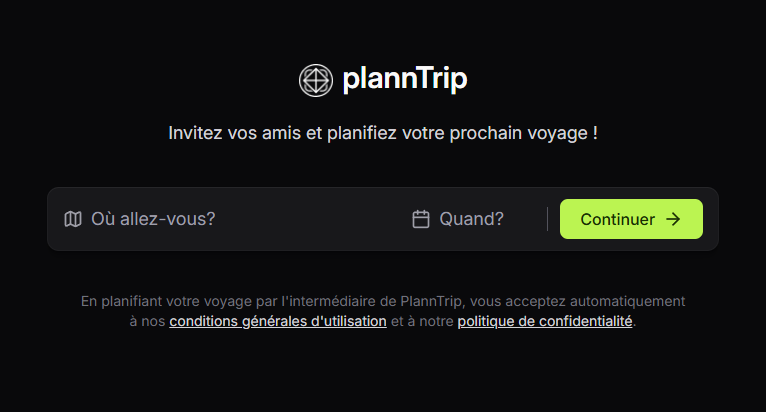 plannTrip
Invitez vos amis et planifiez votre prochain voyage !
Où allez-vous?
Quand?
Continuer
En planifiant votre voyage par l'intermédiaire de PlannTrip, vous acceptez automatiquement
à nos conditions générales d'utilisation et à notre politique de confidentialité.